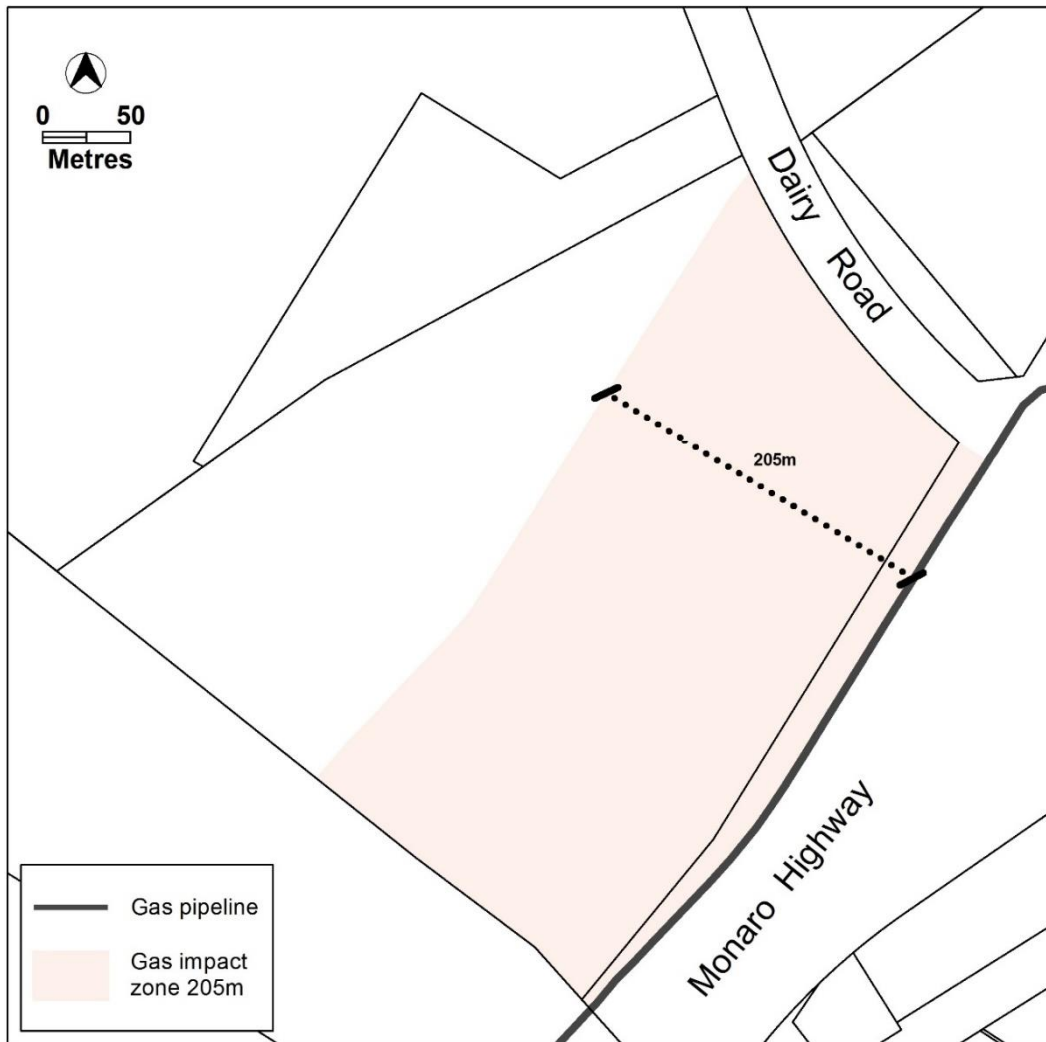 0 50
Metres
Dairy Road
205m
Monaro Highway
Gas pipeline
Gas impact
zone 205m